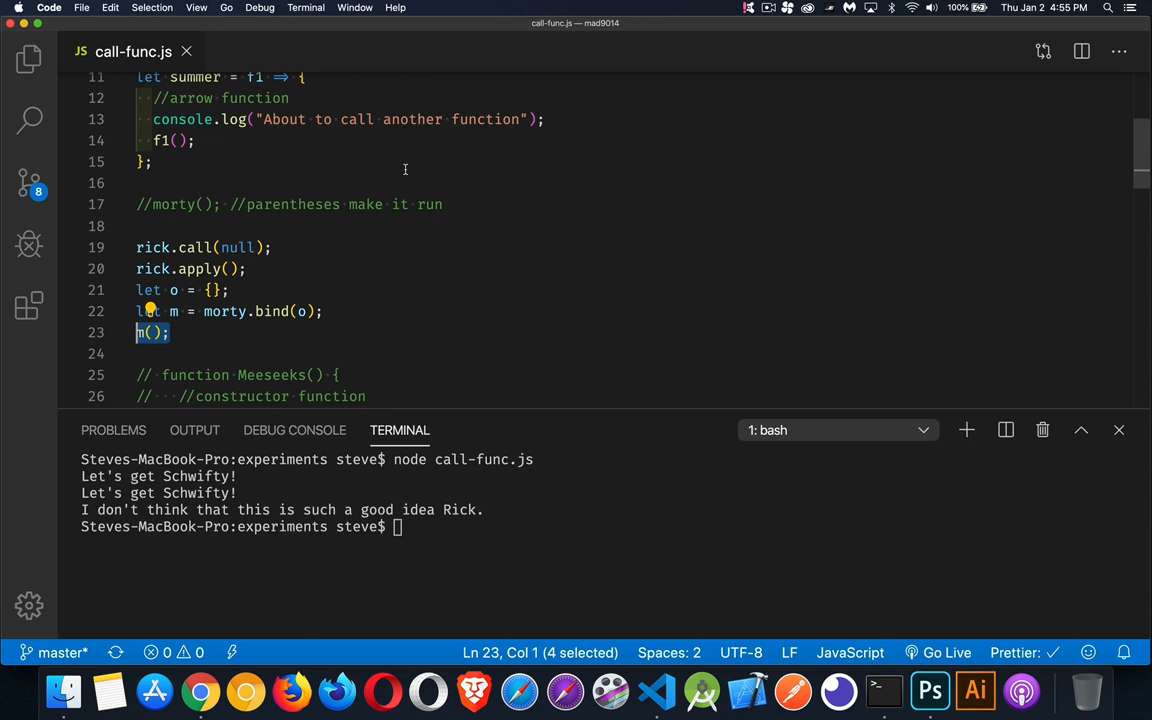 Code File Edit Selection View Go Debug Terminal Window Help 100% Thu Jan 2 4:55 PM
call-func.js — mad9014
JS call-func.js
11 let summer = f1 => {
12 //arrow function
13 console.log("About to call another function");
14 f1();
15 };
16
17 //morty(); //parentheses make it run
18
19 rick.call(null);
20 rick.apply();
21 let o = {};
22 let m = morty.bind(o);
23 m();
24
25 // function Meeseeks() {
26 // //constructor function
8
PROBLEMS OUTPUT DEBUG CONSOLE TERMINAL 1: bash
Steves-MacBook-Pro:experiments steve$ node call-func.js
Let's get Schwifty!
Let's get Schwifty!
I don't think that this is such a good idea Rick.
Steves-MacBook-Pro:experiments steve$
master* 0 0 Ln 23, Col 1 (4 selected) Spaces: 2 UTF-8 LF JavaScript Go Live Prettier: ✓
>_ Ps Ai